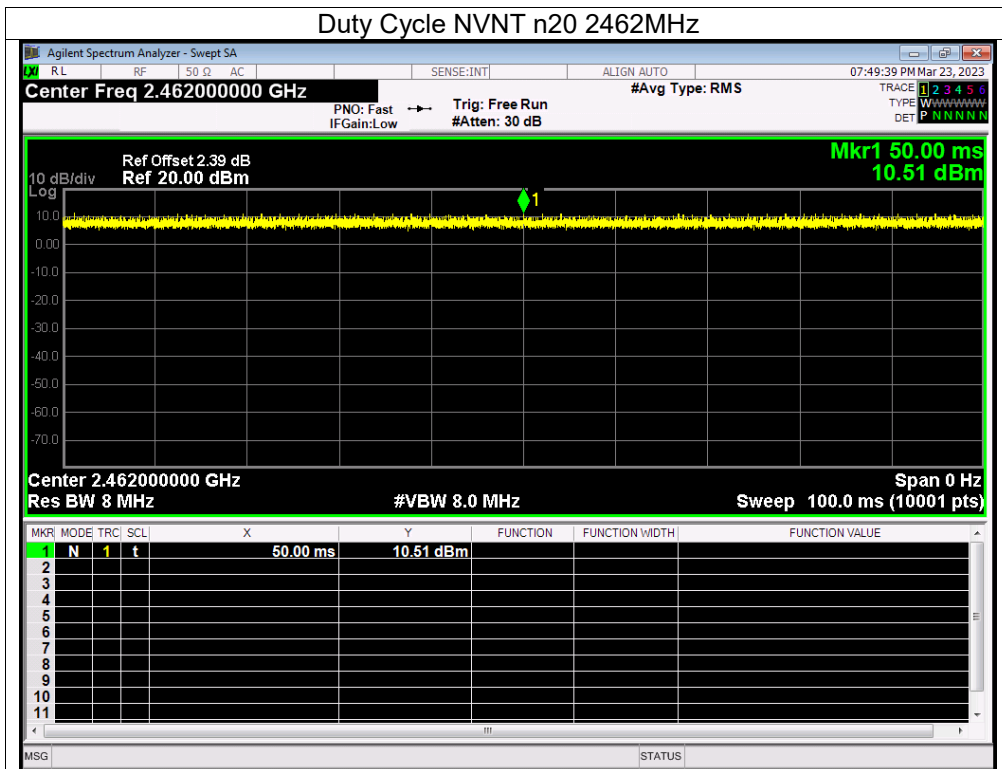 Duty Cycle NVNT n20 2462MHz
Agilent Spectrum Analyzer - Swept SA
LXI RL RF 50 Ω AC SENSE:INT ALIGN AUTO 07:49:39 PM Mar 23, 2023
Center Freq 2.462000000 GHz #Avg Type: RMS TRACE 1 2 3 4 5 6
PNO: Fast Trig: Free Run TYPE WWWWWW
IFGain:Low #Atten: 30 dB DET P N N N N N
Ref Offset 2.39 dB Mkr1 50.00 ms
10 dB/div Ref 20.00 dBm 10.51 dBm
Log
1
10.0
0.00
-10.0
-20.0
-30.0
-40.0
-50.0
-60.0
-70.0
Center 2.462000000 GHz Span 0 Hz
Res BW 8 MHz #VBW 8.0 MHz Sweep 100.0 ms (10001 pts)
MKR MODE TRC SCL X Y FUNCTION FUNCTION WIDTH FUNCTION VALUE
1 N 1 t 50.00 ms 10.51 dBm
2
3
4
5
6
7
8
9
10
11
MSG STATUS